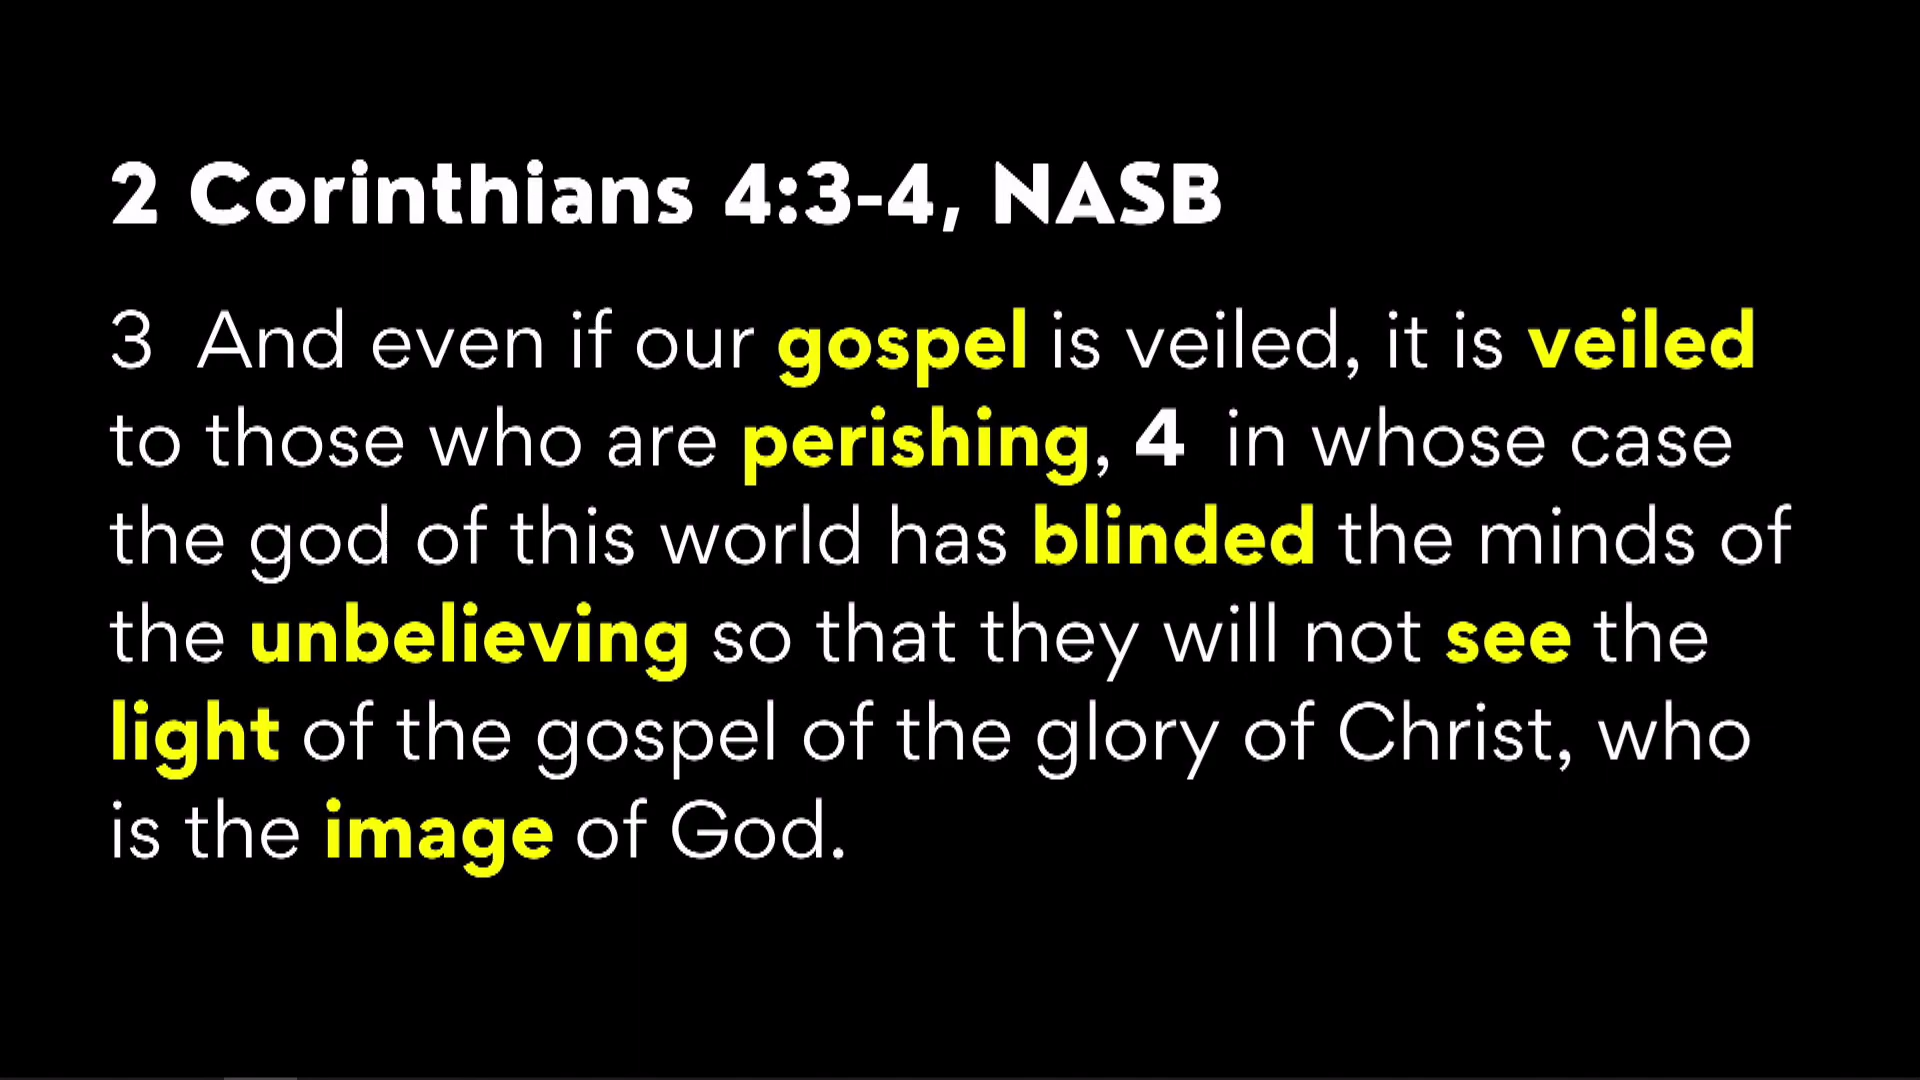 2 Corinthians 4:3-4, NASB
3 And even if our gospel is veiled, it is veiled
to those who are perishing, 4 in whose case
the god of this world has blinded the minds of
the unbelieving so that they will not see the
light of the gospel of the glory of Christ, who
is the image of God.